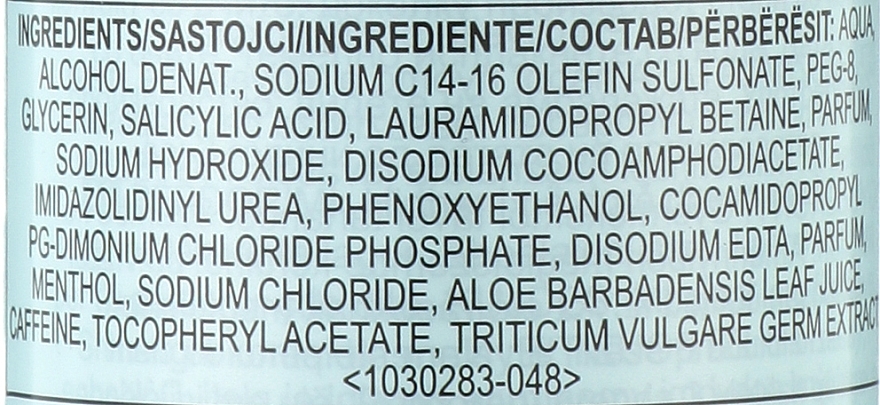 INGREDIENTS/SASTOJCI/INGREDIENTE/COCTAB/PËRBËRËSIT: AQUA,
ALCOHOL DENAT., SODIUM C14-16 OLEFIN SULFONATE, PEG-8,
GLYCERIN, SALICYLIC ACID, LAURAMIDOPROPYL BETAINE, PARFUM,
SODIUM HYDROXIDE, DISODIUM COCOAMPHODIACETATE,
IMIDAZOLIDINYL UREA, PHENOXYETHANOL, COCAMIDOPROPYL
PG-DIMONIUM CHLORIDE PHOSPHATE, DISODIUM EDTA, PARFUM,
MENTHOL, SODIUM CHLORIDE, ALOE BARBADENSIS LEAF JUICE,
CAFFEINE, TOCOPHERYL ACETATE, TRITICUM VULGARE GERM EXTRACT
<1030283-048>